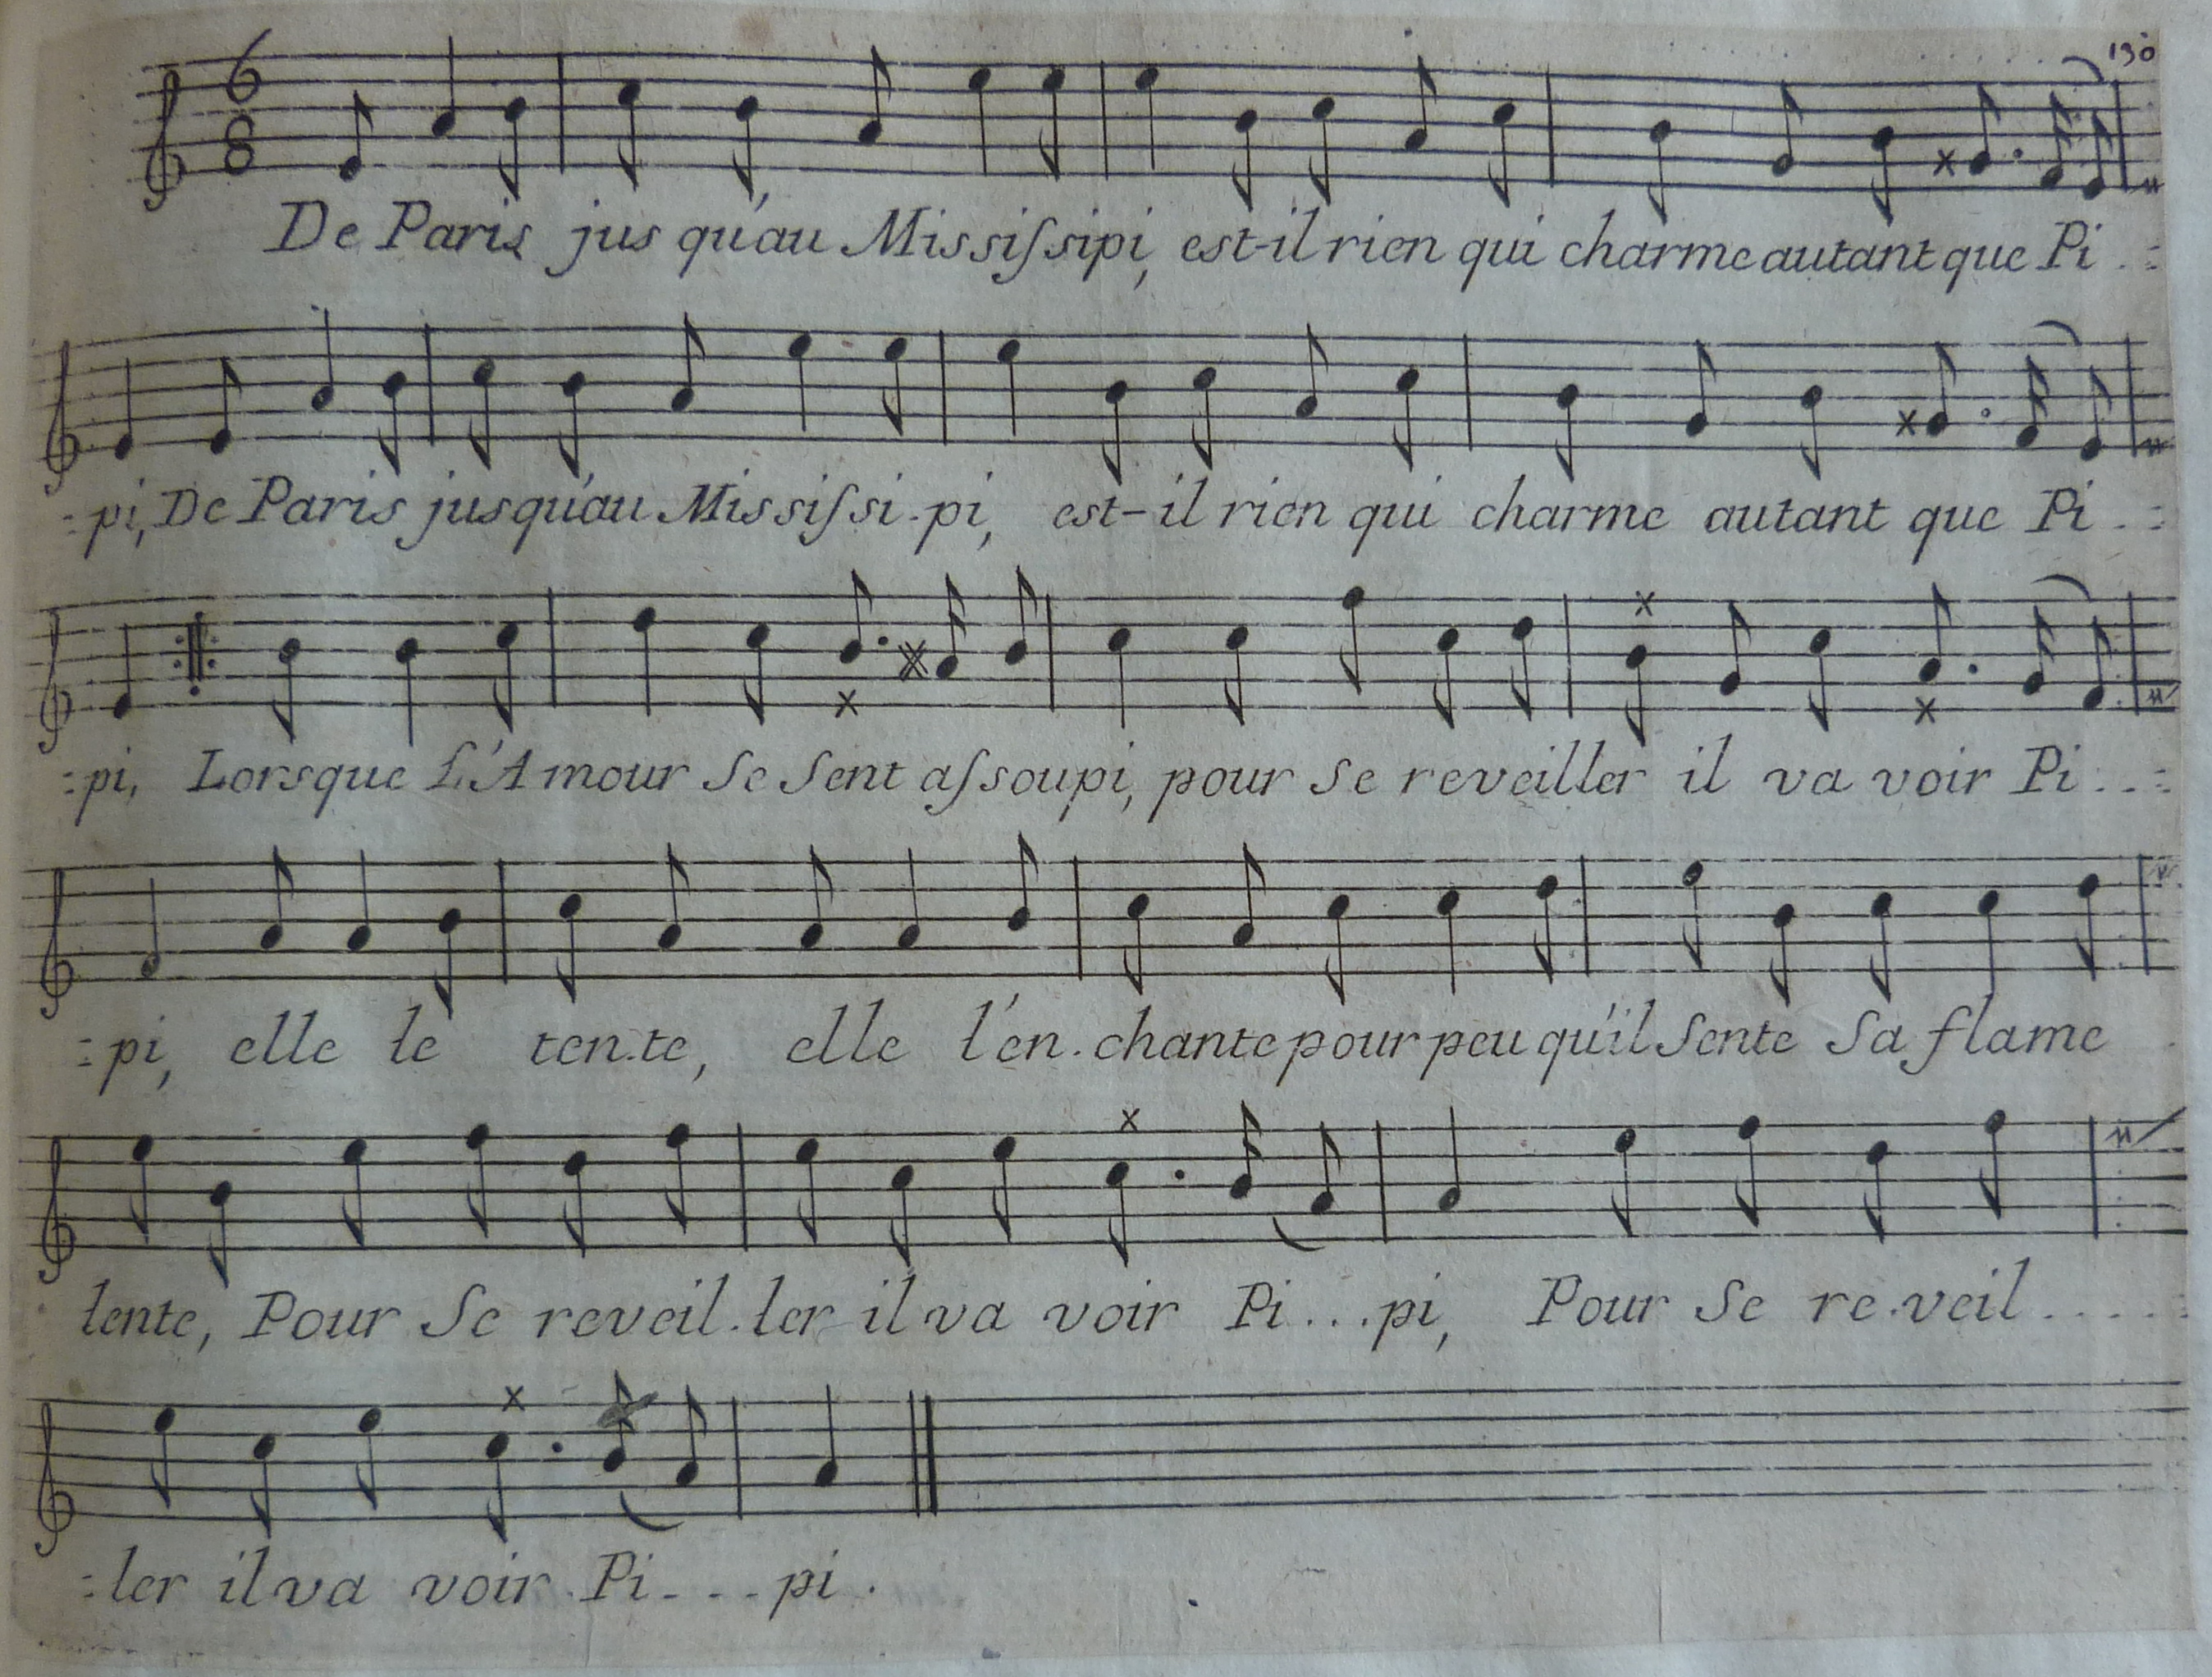 130
6
8
De Paris jus qu'au Missiſsipi, est-il rien qui charme autant que Pi . =
=pi, De Paris jusqu'au Missiſsi-pi, est-il rien qui charme autant que Pi . . =
=pi, Lorsque L'Amour Se Sent aſsoupi, pour Se reveiller il va voir Pi . . . =
=pi, elle le ten.te, elle l'en.chante pour peu qu'il Sente Sa flame
lente, Pour Se reveil.ler il va voir Pi...pi, Pour Se re.veil . . . .
=ler il va voir Pi - - - pi .